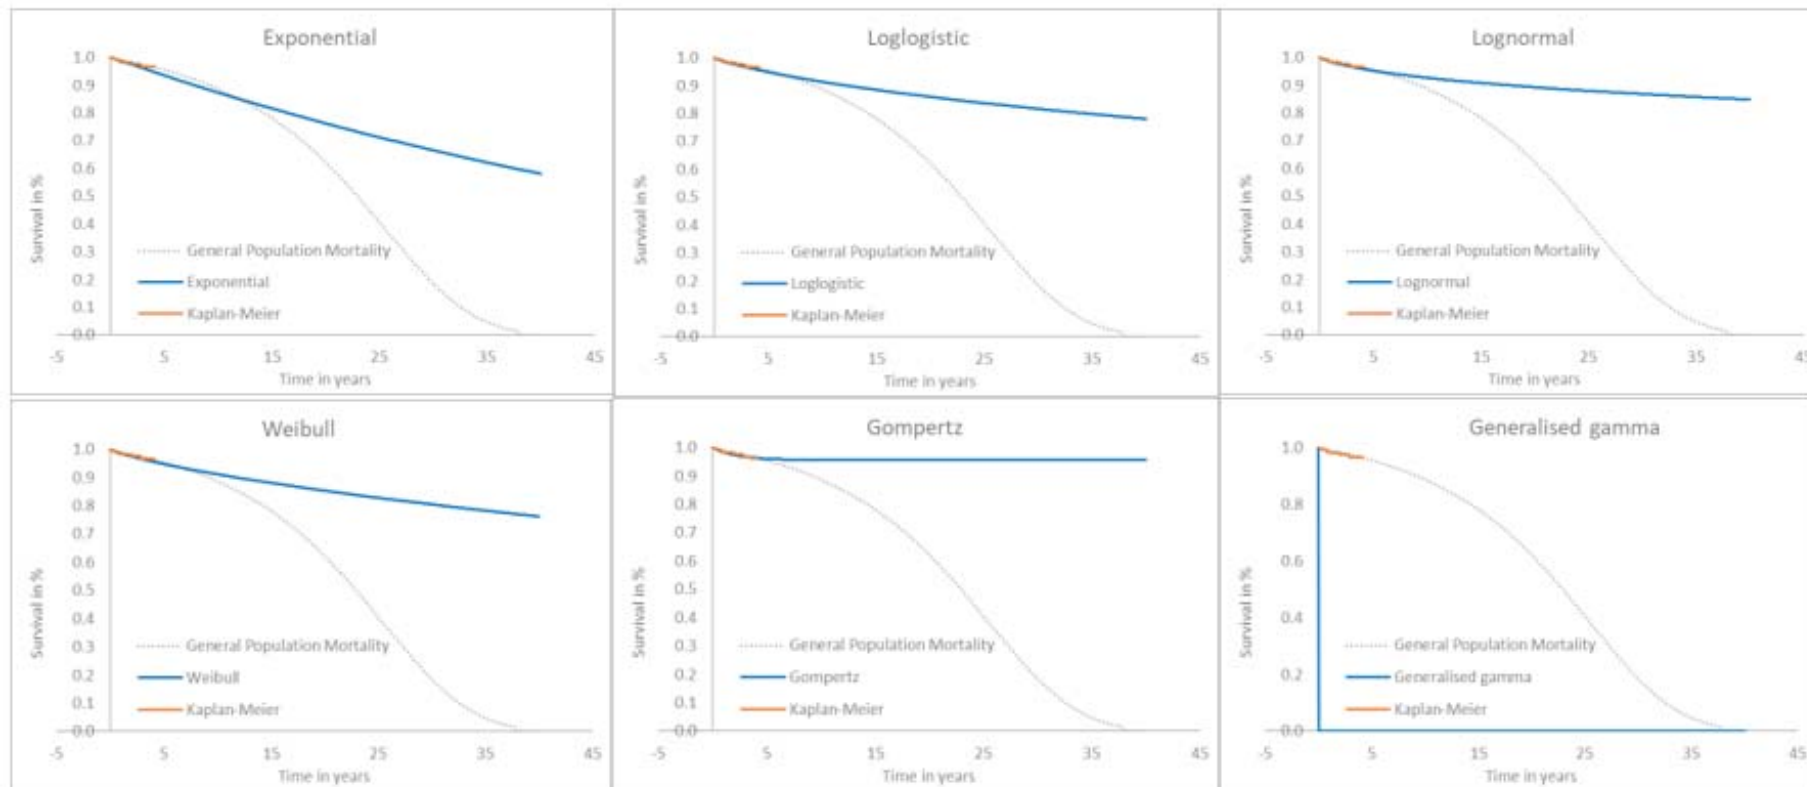 Exponential
1.0
0.9
0.8
0.7
0.6
0.5
0.4
0.3
0.2
0.1
0.0
Survival in %
General Population Mortality
Exponential
Kaplan-Meier
-5 5 15 25 35 45
Time in years
Loglogistic
1.0
0.9
0.8
0.7
0.6
0.5
0.4
0.3
0.2
0.1
0.0
Survival in %
General Population Mortality
Loglogistic
Kaplan-Meier
-5 5 15 25 35 45
Time in years
Lognormal
1.0
0.9
0.8
0.7
0.6
0.5
0.4
0.3
0.2
0.1
0.0
Survival in %
General Population Mortality
Lognormal
Kaplan-Meier
-5 5 15 25 35 45
Time in years
Weibull
1.0
0.9
0.8
0.7
0.6
0.5
0.4
0.3
0.2
0.1
0.0
Survival in %
General Population Mortality
Weibull
Kaplan-Meier
-5 5 15 25 35 45
Time in years
Gompertz
1.0
0.9
0.8
0.7
0.6
0.5
0.4
0.3
0.2
0.1
0.0
Survival in %
General Population Mortality
Gompertz
Kaplan-Meier
-5 5 15 25 35 45
Time in years
Generalised gamma
1.0
0.8
0.6
0.4
0.2
0.0
Survival in %
General Population Mortality
Generalised gamma
Kaplan-Meier
-5 5 15 25 35 45
Time in years